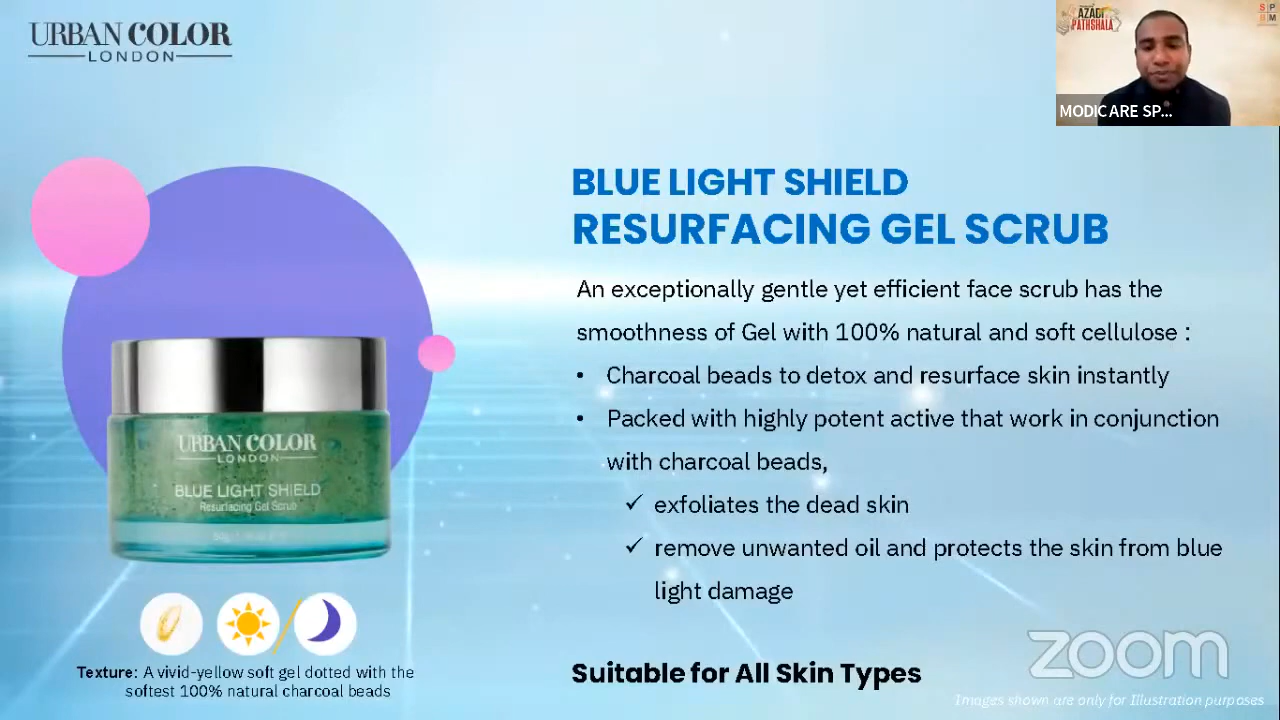 URBAN COLOR
LONDON
AZADI
PATHSHALA
MODICARE SP...
BLUE LIGHT SHIELD
RESURFACING GEL SCRUB
An exceptionally gentle yet efficient face scrub has the
smoothness of Gel with 100% natural and soft cellulose :
• Charcoal beads to detox and resurface skin instantly
• Packed with highly potent active that work in conjunction
with charcoal beads,
✓ exfoliates the dead skin
✓ remove unwanted oil and protects the skin from blue
light damage
Suitable for All Skin Types
URBAN COLOR
LONDON
BLUE LIGHT SHIELD
Resurfacing Gel Scrub
Texture: A vivid-yellow soft gel dotted with the
softest 100% natural charcoal beads
zoom
Images shown are only for Illustration purposes